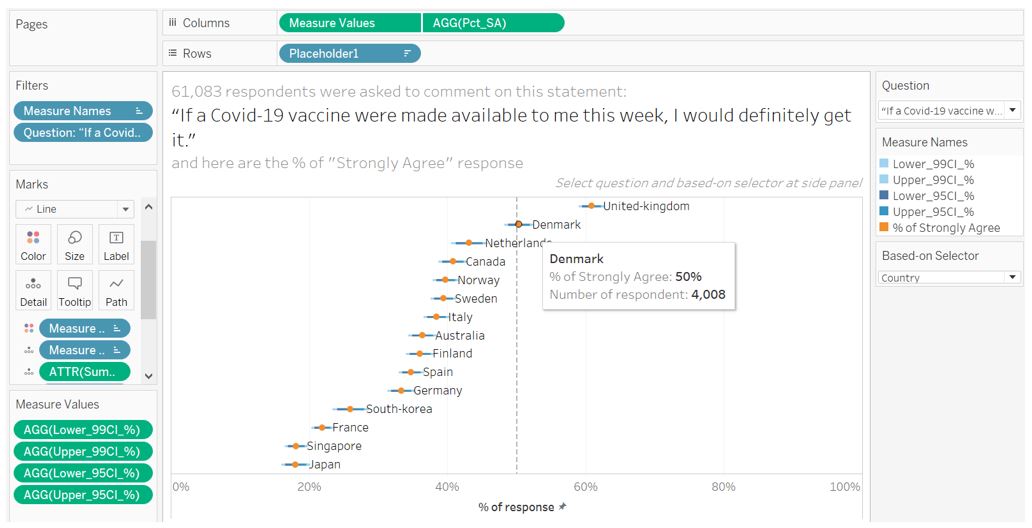 Pages
Columns
Measure Values
AGG(Pct_SA)
Rows
Placeholder1
Filters
Measure Names
Question: “If a Covid..
Marks
Line
Color
Size
Label
Detail
Tooltip
Path
Measure ..
Measure ..
ATTR(Sum..
Measure Values
AGG(Lower_99CI_%)
AGG(Upper_99CI_%)
AGG(Lower_95CI_%)
AGG(Upper_95CI_%)
61,083 respondents were asked to comment on this statement:
“If a Covid-19 vaccine were made available to me this week, I would definitely get
it.”
and here are the % of "Strongly Agree" response
Select question and based-on selector at side panel
United-kingdom
Denmark
Netherlands
Canada
Norway
Sweden
Italy
Australia
Finland
Spain
Germany
South-korea
France
Singapore
Japan
Denmark
% of Strongly Agree: 50%
Number of respondent: 4,008
0%
20%
40%
60%
80%
100%
% of response
Question
“If a Covid-19 vaccine w...
Measure Names
Lower_99CI_%
Upper_99CI_%
Lower_95CI_%
Upper_95CI_%
% of Strongly Agree
Based-on Selector
Country